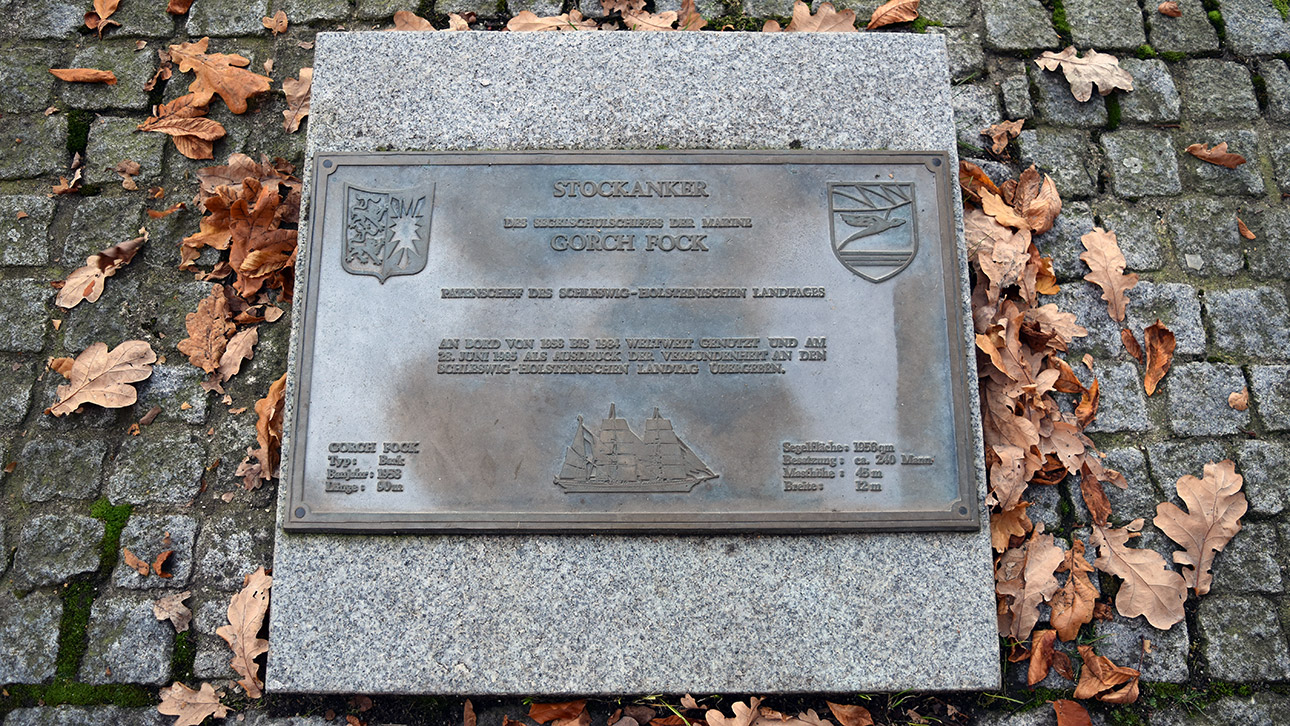 STOCKANKER
DES SEGELSCHULSCHIFFES DER MARINE
GORCH FOCK
PATENSCHIFF DES SCHLESWIG-HOLSTEINISCHEN LANDTAGES
AN BORD VON 1958 BIS 1984 WELTWEIT GENUTZT UND AM
28. JUNI 1985 ALS AUSDRUCK DER VERBUNDENHEIT AN DEN
SCHLESWIG-HOLSTEINISCHEN LANDTAG ÜBERGEBEN.
GORCH FOCK
Typ: Bark
Baujahr: 1958
Länge: 90m
Segelfläche: 1958qm
Besatzung: ca. 240 Mann
Masthöhe: 45m
Breite: 12m